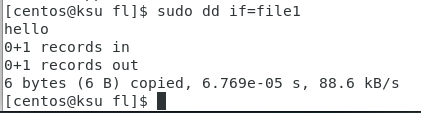 [centos@ksu fl]$ sudo dd if=file1
hello
0+1 records in
0+1 records out
6 bytes (6 B) copied, 6.769e-05 s, 88.6 kB/s
[centos@ksu fl]$